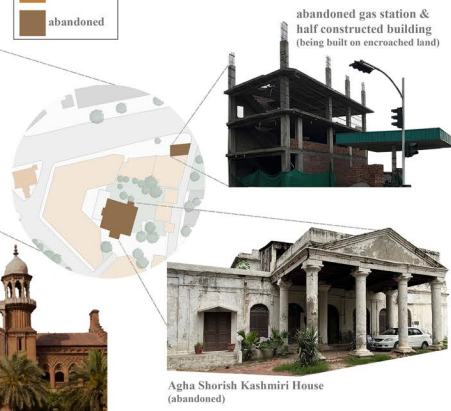 abandoned
abandoned gas station &
half constructed building
(being built on encroached land)
Agha Shorish Kashmiri House
(abandoned)